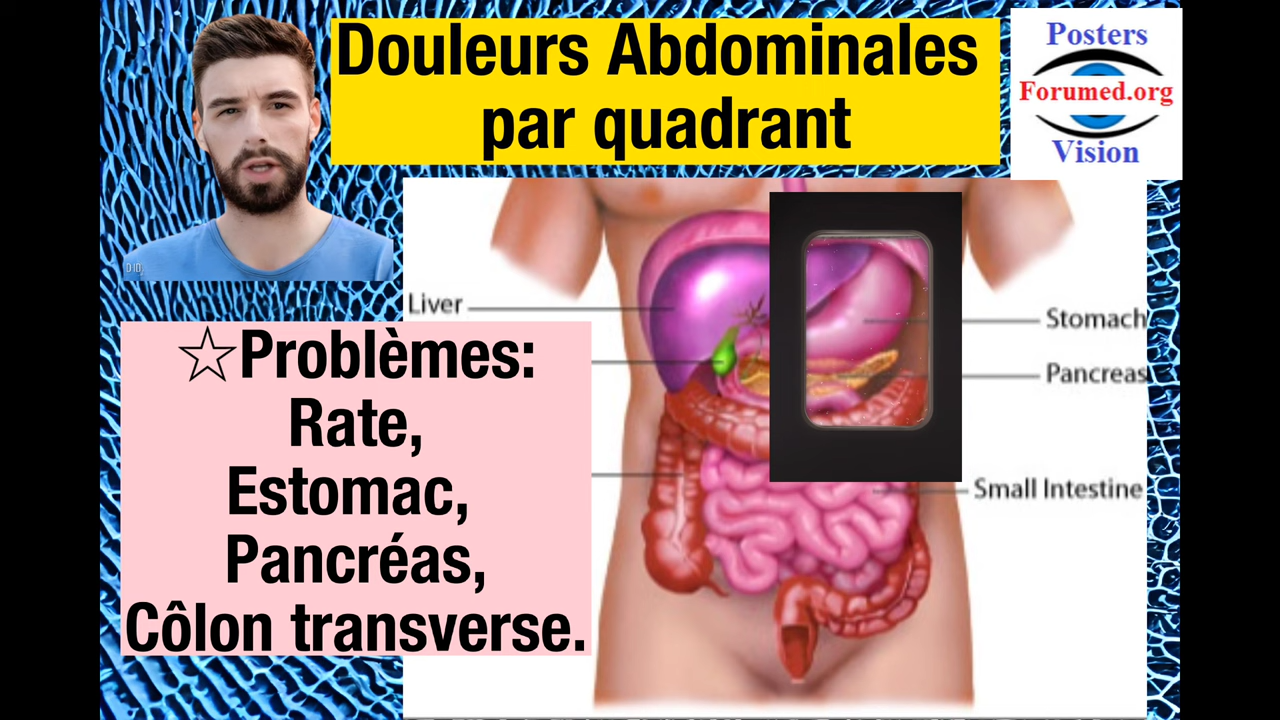 Douleurs Abdominales
par quadrant
Posters
Forumed.org
Vision
D ID
Liver
Stomach
Pancreas
Small Intestine
☆Problèmes:
Rate,
Estomac,
Pancréas,
Côlon transverse.